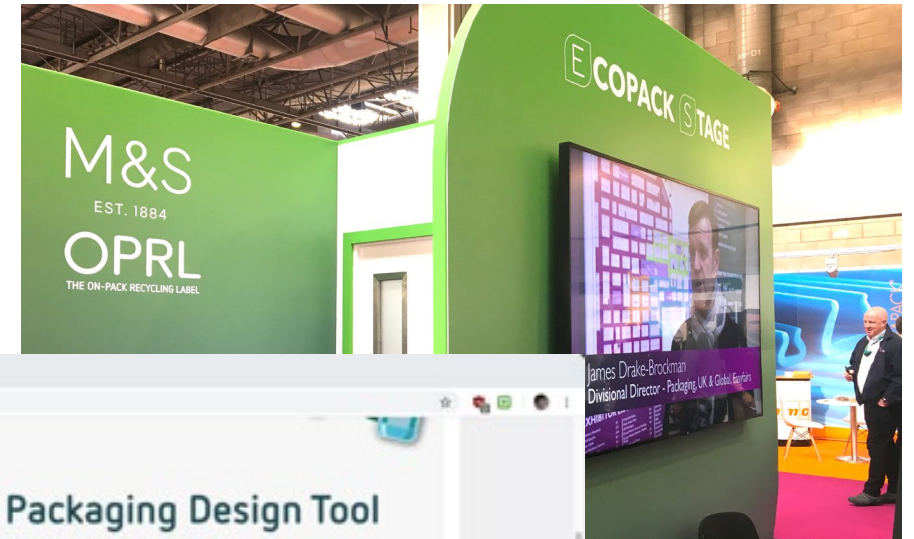 M&S
EST. 1884
OPRL
THE ON-PACK RECYCLING LABEL
ECOPACK STAGE
James Drake-Brockman
Divisional Director - Packaging, UK & Global, Easyfairs
Packaging Design Tool